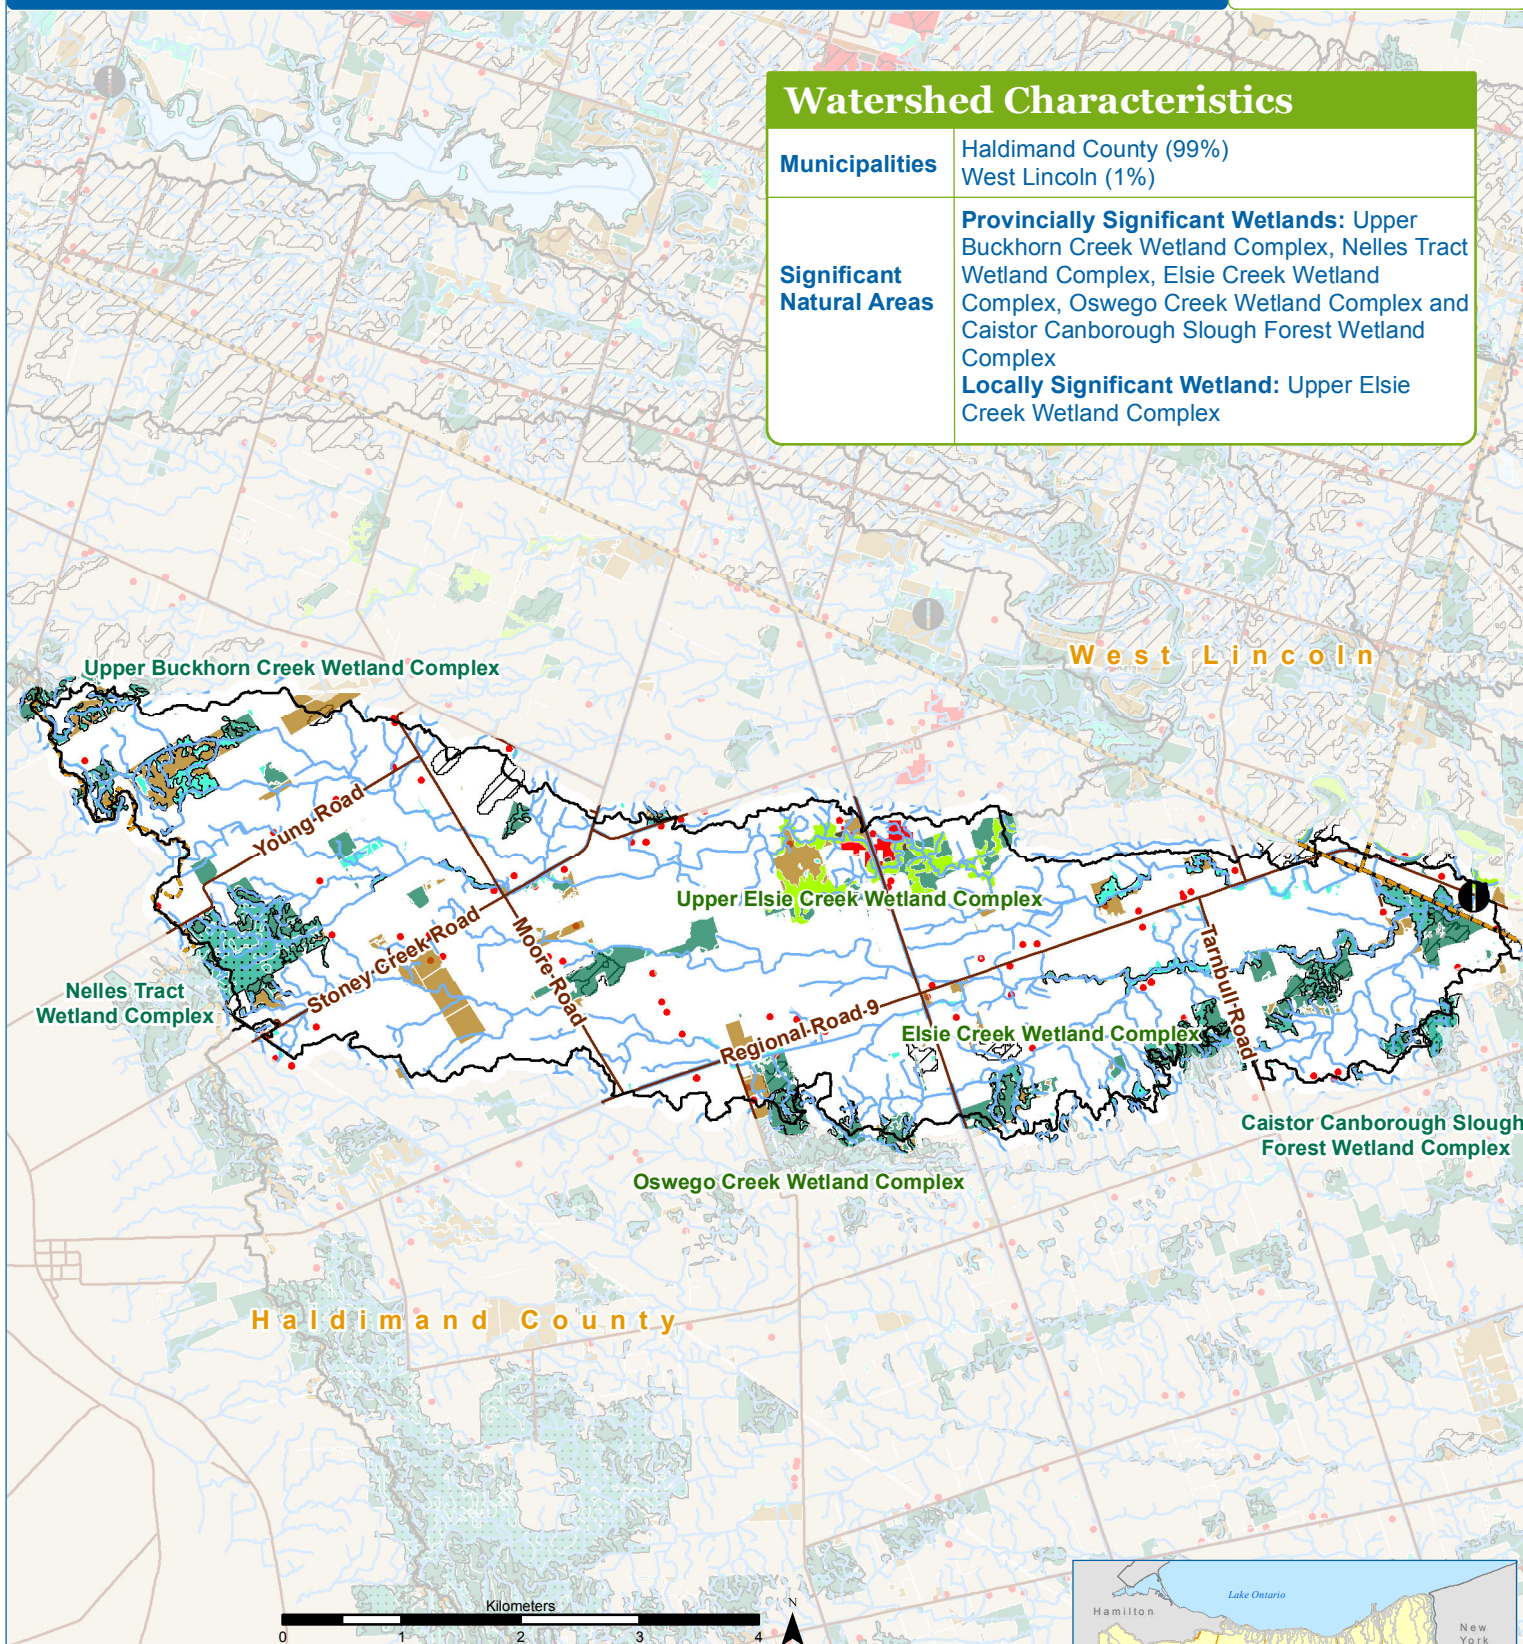 Watershed Characteristics
Municipalities
Haldimand County (99%)
West Lincoln (1%)
Significant
Natural Areas
Provincially Significant Wetlands: Upper
Buckhorn Creek Wetland Complex, Nelles Tract
Wetland Complex, Elsie Creek Wetland
Complex, Oswego Creek Wetland Complex and
Caistor Canborough Slough Forest Wetland
Complex
Locally Significant Wetland: Upper Elsie
Creek Wetland Complex
West Lincoln
Upper Buckhorn Creek Wetland Complex
Young Road
Upper Elsie Creek Wetland Complex
Stoney Creek Road
Moore Road
Tarnbull Road
Nelles Tract
Wetland Complex
Regional Road 9
Elsie Creek Wetland Complex
Caistor Canborough Slough
Forest Wetland Complex
Oswego Creek Wetland Complex
Haldimand County
Kilometers
0 1 2 3 4
N
Lake Ontario
Hamilton
New
York